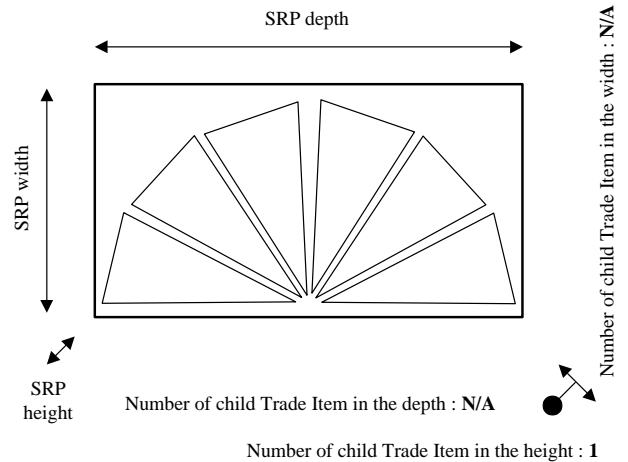 SRP depth
SRP width
Number of child Trade Item in the width : N/A
SRP
height
Number of child Trade Item in the depth : N/A
Number of child Trade Item in the height : 1